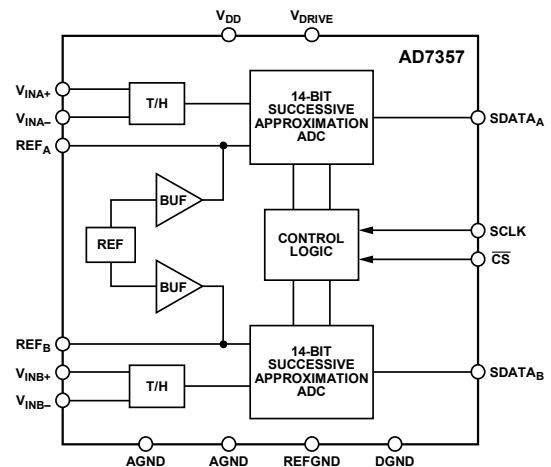 VDD VDRIVE
AD7357
VINA+
VINA–
REFA
T/H
14-BIT
SUCCESSIVE
APPROXIMATION
ADC
SDATAA
BUF
REF
BUF
CONTROL
LOGIC
SCLK
CS
REFB
VINB+
VINB–
T/H
14-BIT
SUCCESSIVE
APPROXIMATION
ADC
SDATAB
AGND AGND REFGND DGND